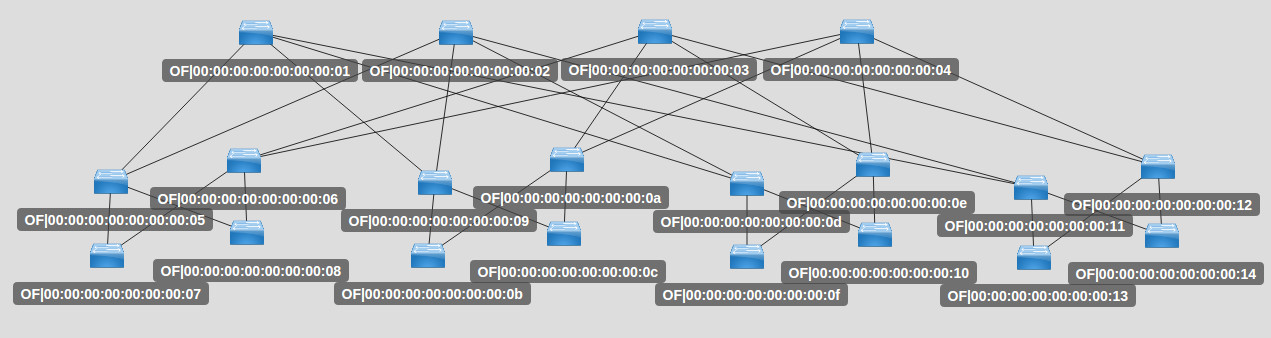 OF|00:00:00:00:00:00:00:01
OF|00:00:00:00:00:00:00:02
OF|00:00:00:00:00:00:00:03
OF|00:00:00:00:00:00:00:04
OF|00:00:00:00:00:00:00:05
OF|00:00:00:00:00:00:00:06
OF|00:00:00:00:00:00:00:09
OF|00:00:00:00:00:00:00:0a
OF|00:00:00:00:00:00:00:0d
OF|00:00:00:00:00:00:00:0e
OF|00:00:00:00:00:00:00:11
OF|00:00:00:00:00:00:00:12
OF|00:00:00:00:00:00:00:07
OF|00:00:00:00:00:00:00:08
OF|00:00:00:00:00:00:00:0b
OF|00:00:00:00:00:00:00:0c
OF|00:00:00:00:00:00:00:0f
OF|00:00:00:00:00:00:00:10
OF|00:00:00:00:00:00:00:13
OF|00:00:00:00:00:00:00:14